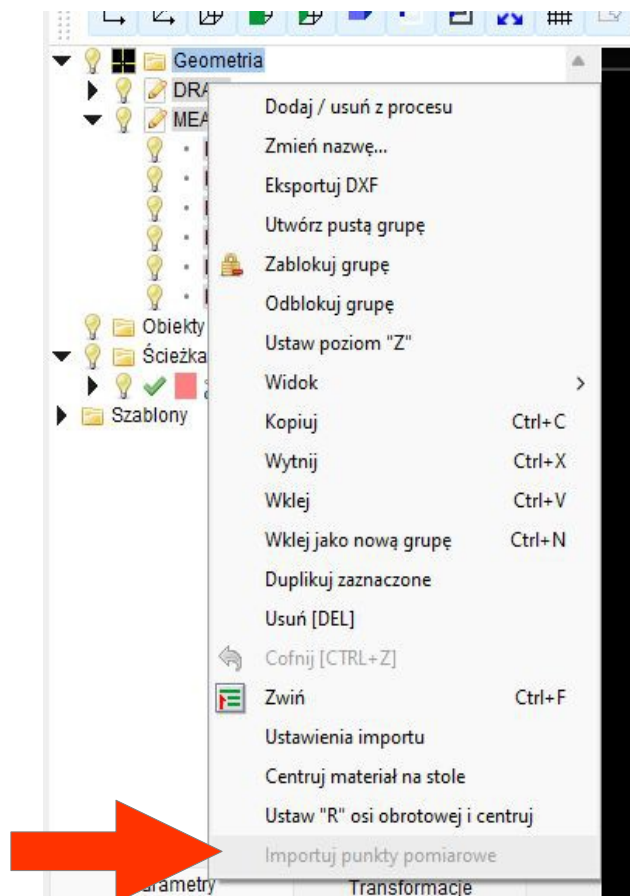 Geometria
Dodaj / usuń z procesu
Zmień nazwę...
Eksportuj DXF
Utwórz pustą grupę
Zablokuj grupę
Odblokuj grupę
Obiekty
Ustaw poziom "Z"
Ścieżka
Widok
Szablony
Kopiuj Ctrl+C
Wytnij Ctrl+X
Wklej Ctrl+V
Wklej jako nową grupę Ctrl+N
Duplikuj zaznaczone
Usuń [DEL]
Cofnij [CTRL+Z]
Zwiń Ctrl+F
Ustawienia importu
Centruj materiał na stole
Ustaw "R" osi obrotowej i centruj
Importuj punkty pomiarowe
Transformacje